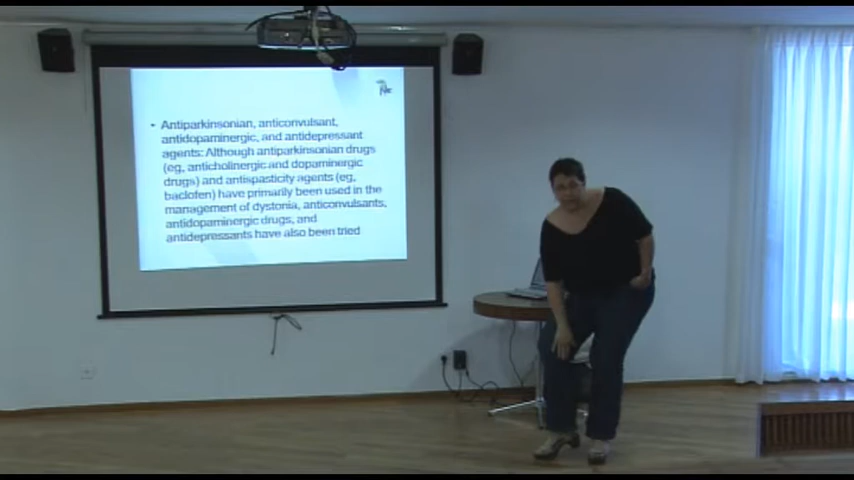 • Antiparkinsonian, anticonvulsant,
antidopaminergic, and antidepressant
agents: Although antiparkinsonian drugs
(eg, anticholinergic and dopaminergic
drugs) and antispasticity agents (eg,
baclofen) have primarily been used in the
management of dystonia, anticonvulsants,
antidopaminergic drugs, and
antidepressants have also been tried